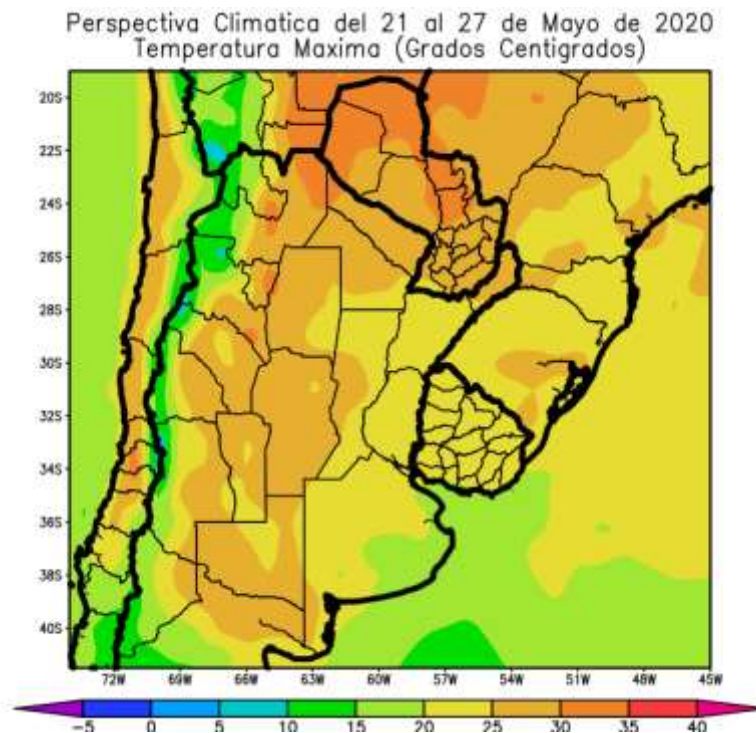 Perspectiva Climatica del 21 al 27 de Mayo de 2020
Temperatura Maxima (Grados Centigrados)
20S
22S
24S
26S
28S
30S
32S
34S
36S
38S
40S
72W 69W 66W 63W 60W 57W 54W 51W 48W 45W
-5 0 5 10 15 20 25 30 35 40